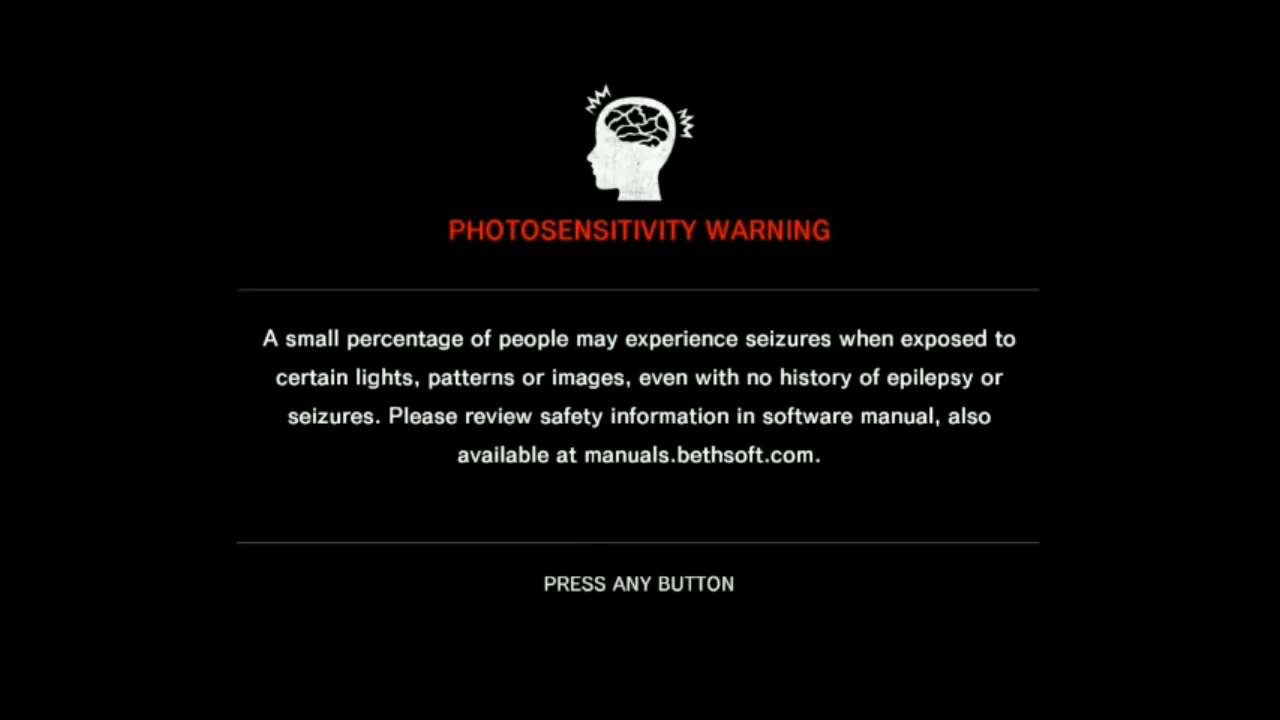 PHOTOSENSITIVITY WARNING
A small percentage of people may experience seizures when exposed to
certain lights, patterns or images, even with no history of epilepsy or
seizures. Please review safety information in software manual, also
available at manuals.bethsoft.com.
PRESS ANY BUTTON